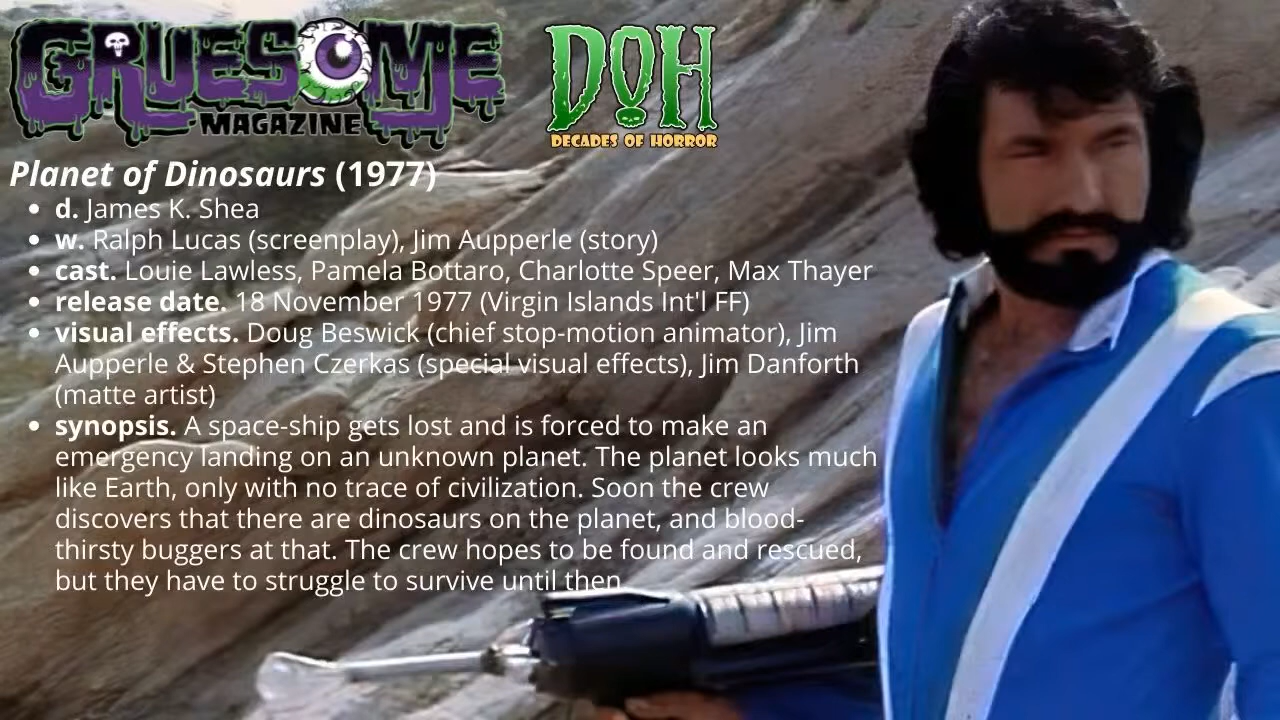 GRUESOME
MAGAZINE
DOH
DECADES OF HORROR
Planet of Dinosaurs (1977)
• d. James K. Shea
• w. Ralph Lucas (screenplay), Jim Aupperle (story)
• cast. Louie Lawless, Pamela Bottaro, Charlotte Speer, Max Thayer
• release date. 18 November 1977 (Virgin Islands Int'l FF)
• visual effects. Doug Beswick (chief stop-motion animator), Jim
Aupperle & Stephen Czerkas (special visual effects), Jim Danforth
(matte artist)
• synopsis. A space-ship gets lost and is forced to make an
emergency landing on an unknown planet. The planet looks much
like Earth, only with no trace of civilization. Soon the crew
discovers that there are dinosaurs on the planet, and blood-
thirsty buggers at that. The crew hopes to be found and rescued,
but they have to struggle to survive until then.